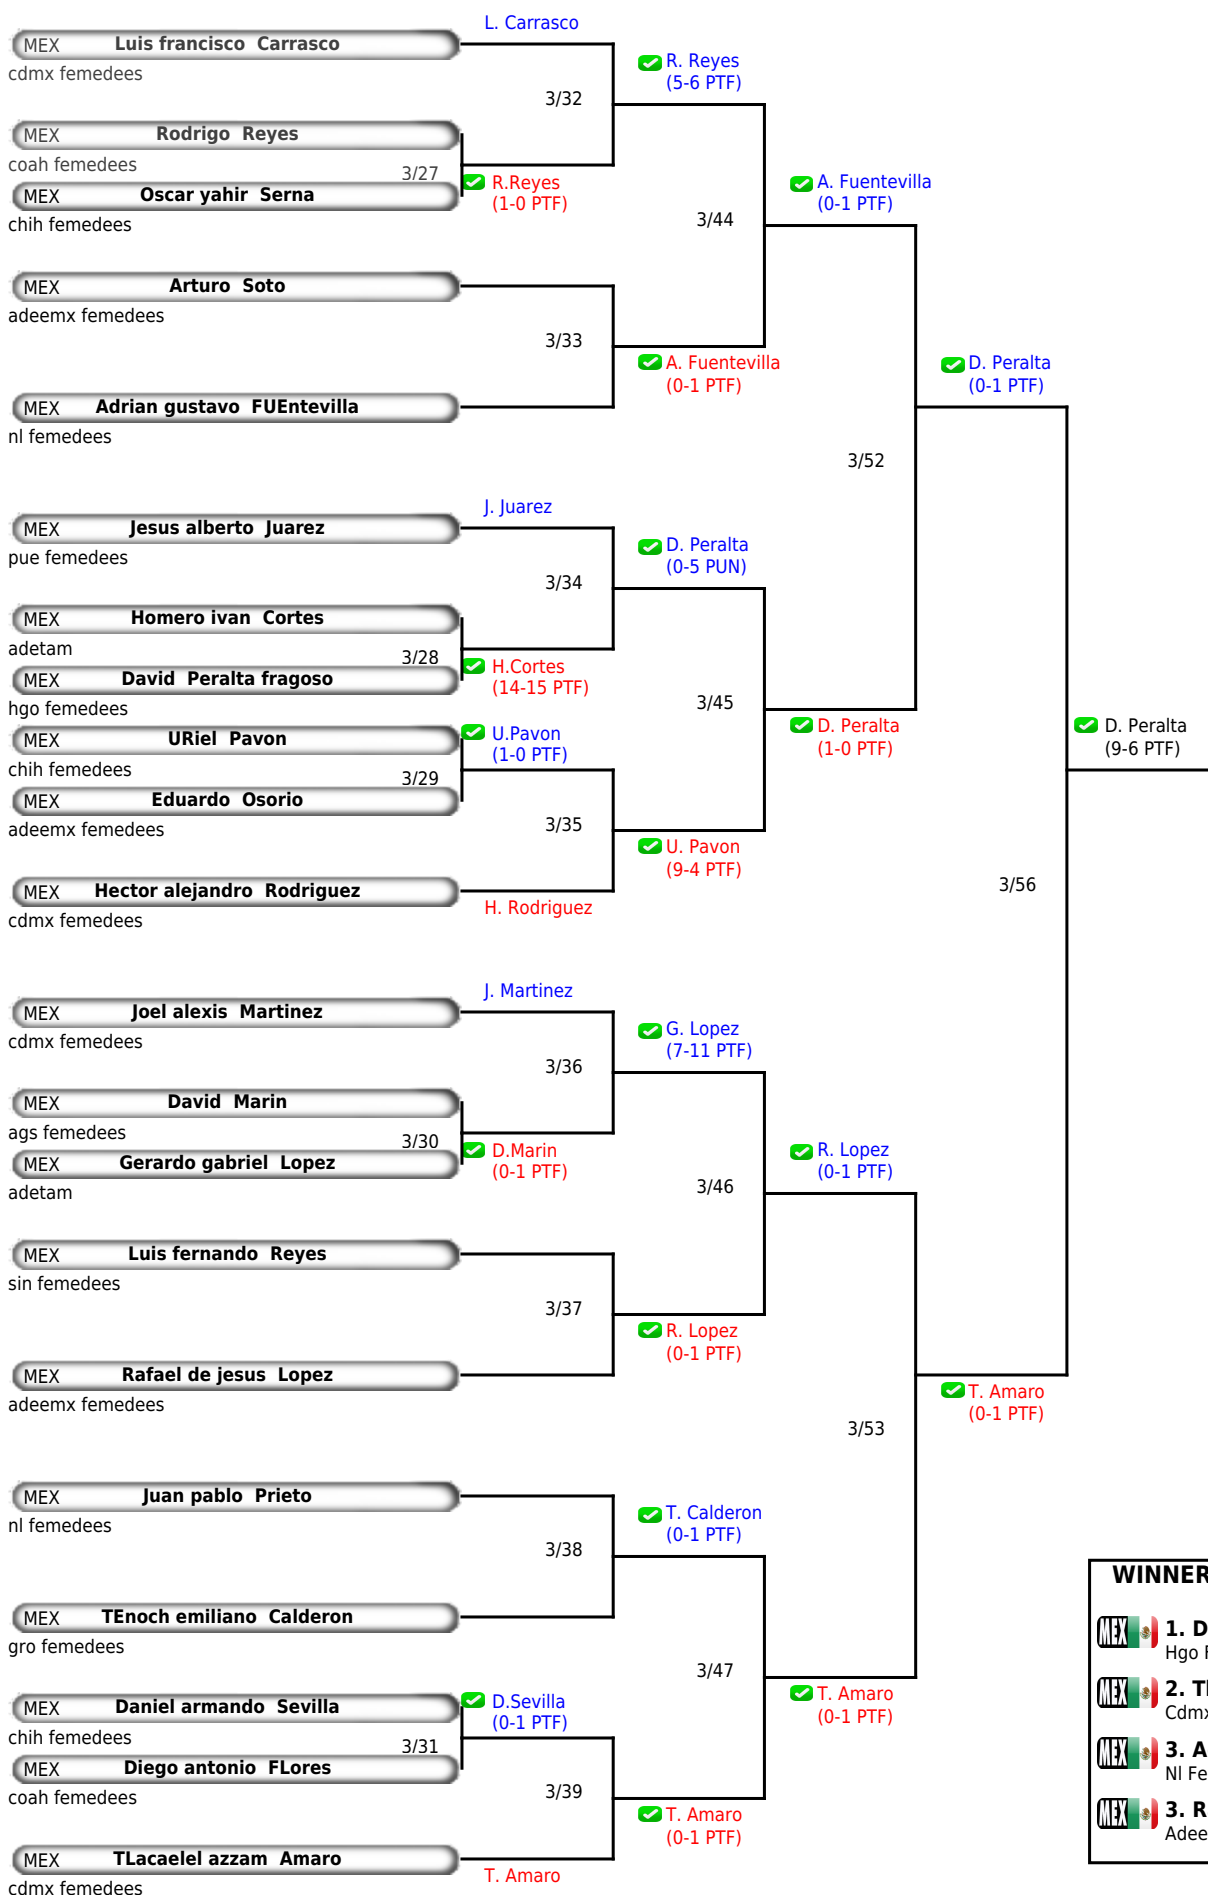 L. Carrasco
MEX Luis francisco Carrasco
cdmx femedees
R. Reyes
(5-6 PTF)
3/32
MEX Rodrigo Reyes
coah femedees
3/27
MEX Oscar yahir Serna
chih femedees
R.Reyes
(1-0 PTF)
A. Fuentevilla
(0-1 PTF)
3/44
MEX Arturo Soto
adeemx femedees
3/33
A. Fuentevilla
(0-1 PTF)
D. Peralta
(0-1 PTF)
MEX Adrian gustavo FUEntevilla
nl femedees
3/52
J. Juarez
MEX Jesus alberto Juarez
pue femedees
D. Peralta
(0-5 PUN)
3/34
MEX Homero ivan Cortes
adetam
3/28
MEX David Peralta fragoso
hgo femedees
H.Cortes
(14-15 PTF)
3/45
MEX URiel Pavon
chih femedees
U.Pavon
(1-0 PTF)
D. Peralta
(1-0 PTF)
D. Peralta
(9-6 PTF)
3/29
MEX Eduardo Osorio
adeemx femedees
3/35
U. Pavon
(9-4 PTF)
MEX Hector alejandro Rodriguez
cdmx femedees
H. Rodriguez
3/56
J. Martinez
MEX Joel alexis Martinez
cdmx femedees
G. Lopez
(7-11 PTF)
3/36
MEX David Marin
ags femedees
3/30
MEX Gerardo gabriel Lopez
adetam
D.Marin
(0-1 PTF)
R. Lopez
(0-1 PTF)
3/46
MEX Luis fernando Reyes
sin femedees
3/37
R. Lopez
(0-1 PTF)
MEX Rafael de jesus Lopez
adeemx femedees
T. Amaro
(0-1 PTF)
3/53
MEX Juan pablo Prieto
nl femedees
T. Calderon
(0-1 PTF)
3/38
MEX TEnoch emiliano Calderon
gro femedees
3/47
MEX Daniel armando Sevilla
chih femedees
D.Sevilla
(0-1 PTF)
T. Amaro
(0-1 PTF)
3/31
MEX Diego antonio FLores
coah femedees
3/39
T. Amaro
(0-1 PTF)
MEX TLacaelel azzam Amaro
cdmx femedees
T. Amaro
WINNER
MEX 1. D
Hgo
MEX 2. Tl
Cdmx
MEX 3. A
Nl Fe
MEX 3. R
Adee